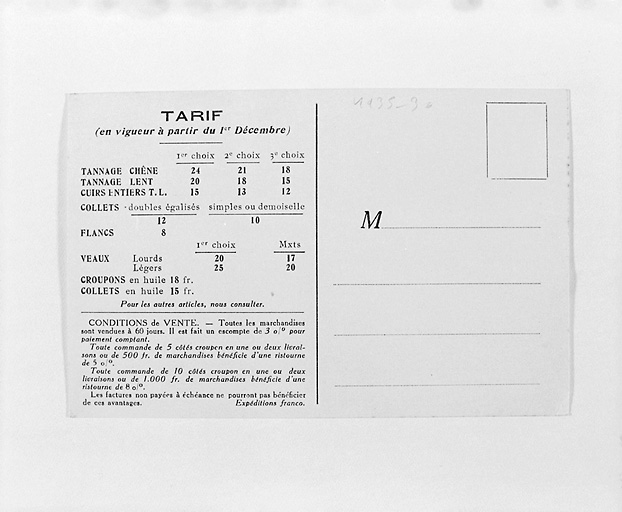 TARIF
(en vigueur à partir du 1er Décembre)
1er choix 2e choix 3e choix
TANNAGE CHÊNE 24 21 18
TANNAGE LENT 20 18 15
CUIRS ENTIERS T.L. 15 13 12
COLLETS - doubles égalisés simples ou demoiselle
12 10
FLANCS 8
1er choix Mxts
VEAUX Lourds 20 17
Légers 25 20
CROUPONS en huile 18 fr.
COLLETS en huile 15 fr.
Pour les autres articles, nous consulter.
CONDITIONS de VENTE. — Toutes les marchandises
sont vendues à 60 jours. Il est fait un escompte de 3 o/o pour
paiement comptant.
Toute commande de 5 côtés croupon en une ou deux livrai-
sons ou de 500 fr. de marchandises bénéficie d'une ristourne
de 5 o/o.
Toute commande de 10 côtés croupon en une ou deux
livraisons ou de 1.000 fr. de marchandises bénéficie d'une
ristourne de 8 o/o.
Les factures non payées à échéance ne pourront pas bénéficier
de ces avantages. Expéditions franco.
M